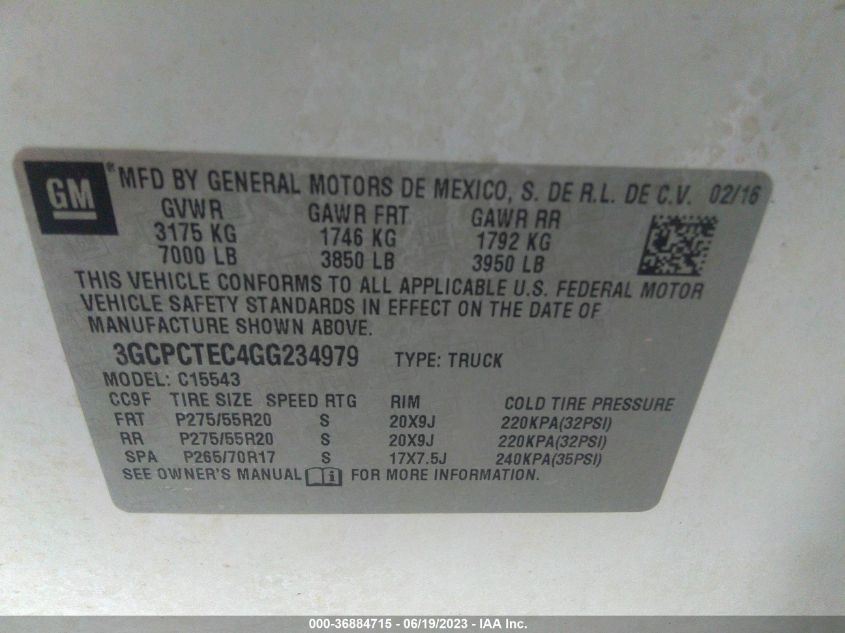 GM
® MFD BY GENERAL MOTORS DE MEXICO, S. DE R.L. DE C.V. 02/16
GVWR GAWR FRT GAWR RR
3175 KG 1746 KG 1792 KG
7000 LB 3850 LB 3950 LB
THIS VEHICLE CONFORMS TO ALL APPLICABLE U.S. FEDERAL MOTOR
VEHICLE SAFETY STANDARDS IN EFFECT ON THE DATE OF
MANUFACTURE SHOWN ABOVE.
3GCPCTEC4GG234979 TYPE: TRUCK
MODEL: C15543
CC9F TIRE SIZE SPEED RTG RIM COLD TIRE PRESSURE
FRT P275/55R20 S 20X9J 220KPA(32PSI)
RR P275/55R20 S 20X9J 220KPA(32PSI)
SPA P265/70R17 S 17X7.5J 240KPA(35PSI)
SEE OWNER'S MANUAL i FOR MORE INFORMATION.
000-36884715 - 06/19/2023 - IAA Inc.